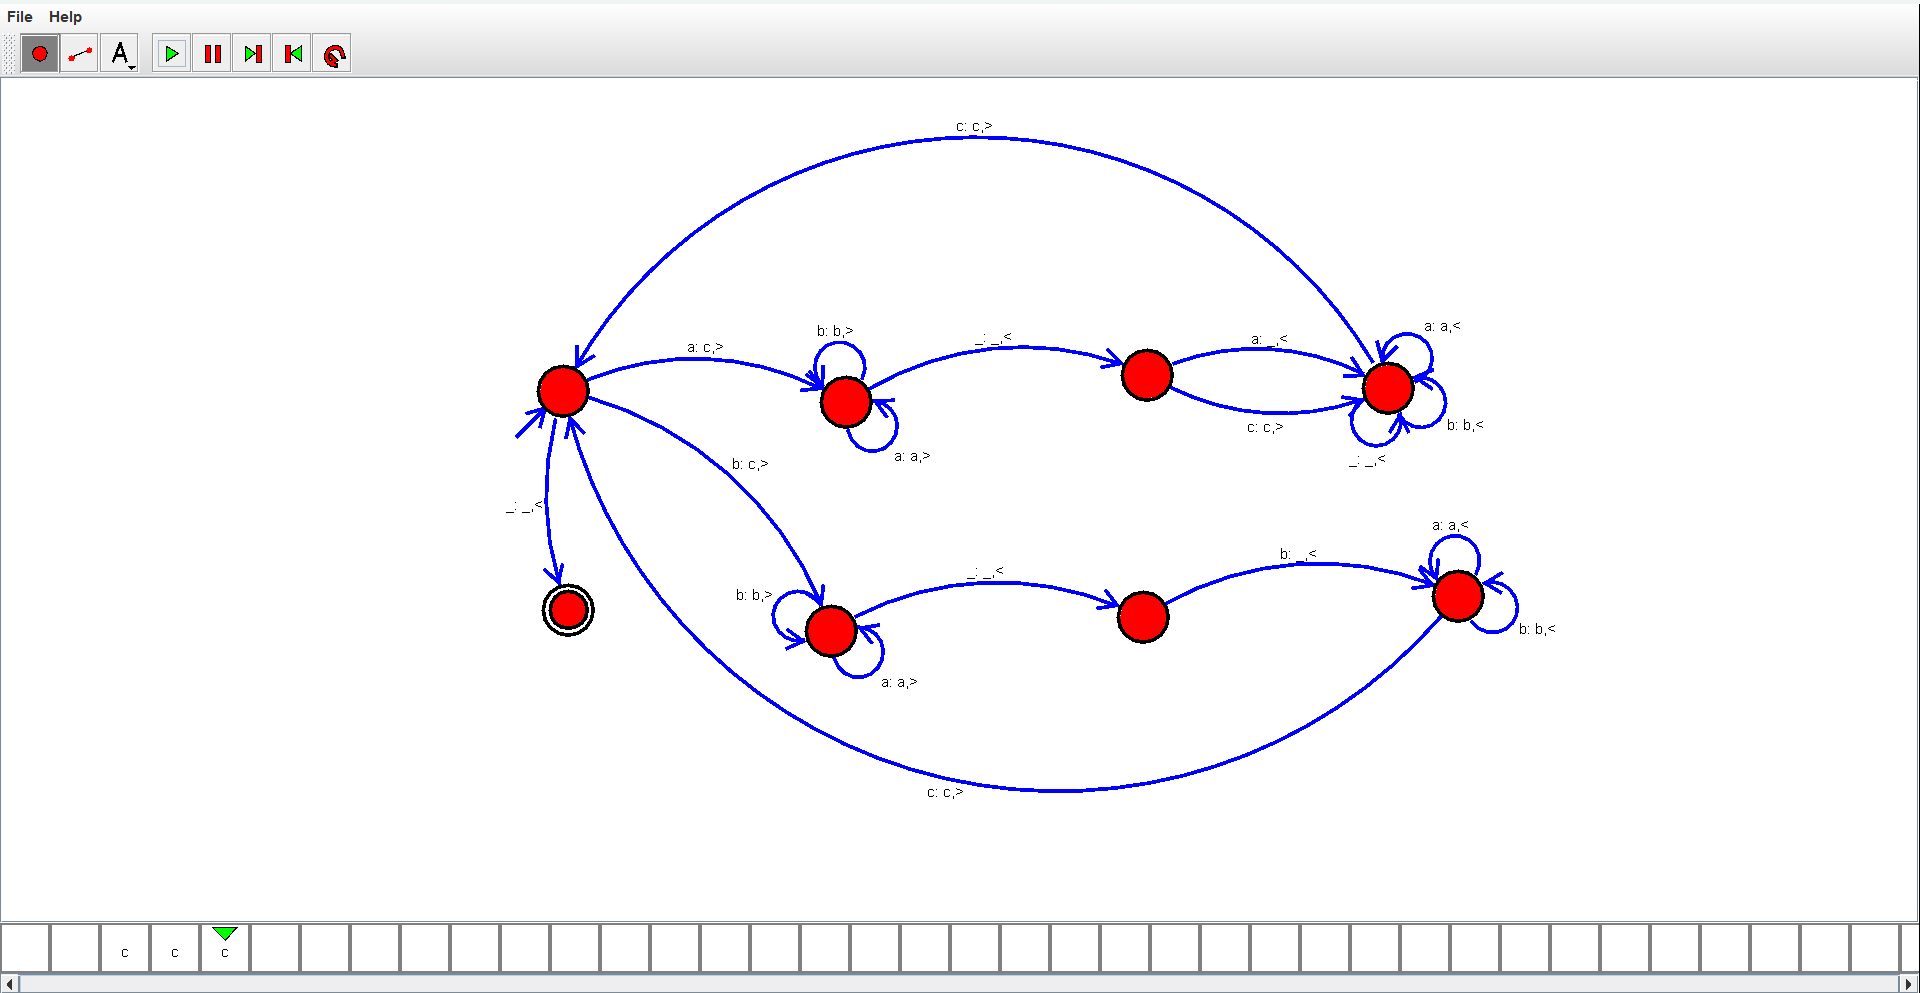 File Help
A
c: c,>
a: a,<
b: b,>
_: _,<
a: _,<
a: c,>
b: b,<
c: c,>
a: a,>
_: _,<
b: c,>
_: _,<
a: a,<
b: _,<
_: _,<
b: b,>
b: b,<
a: a,>
c: c,>
c c c